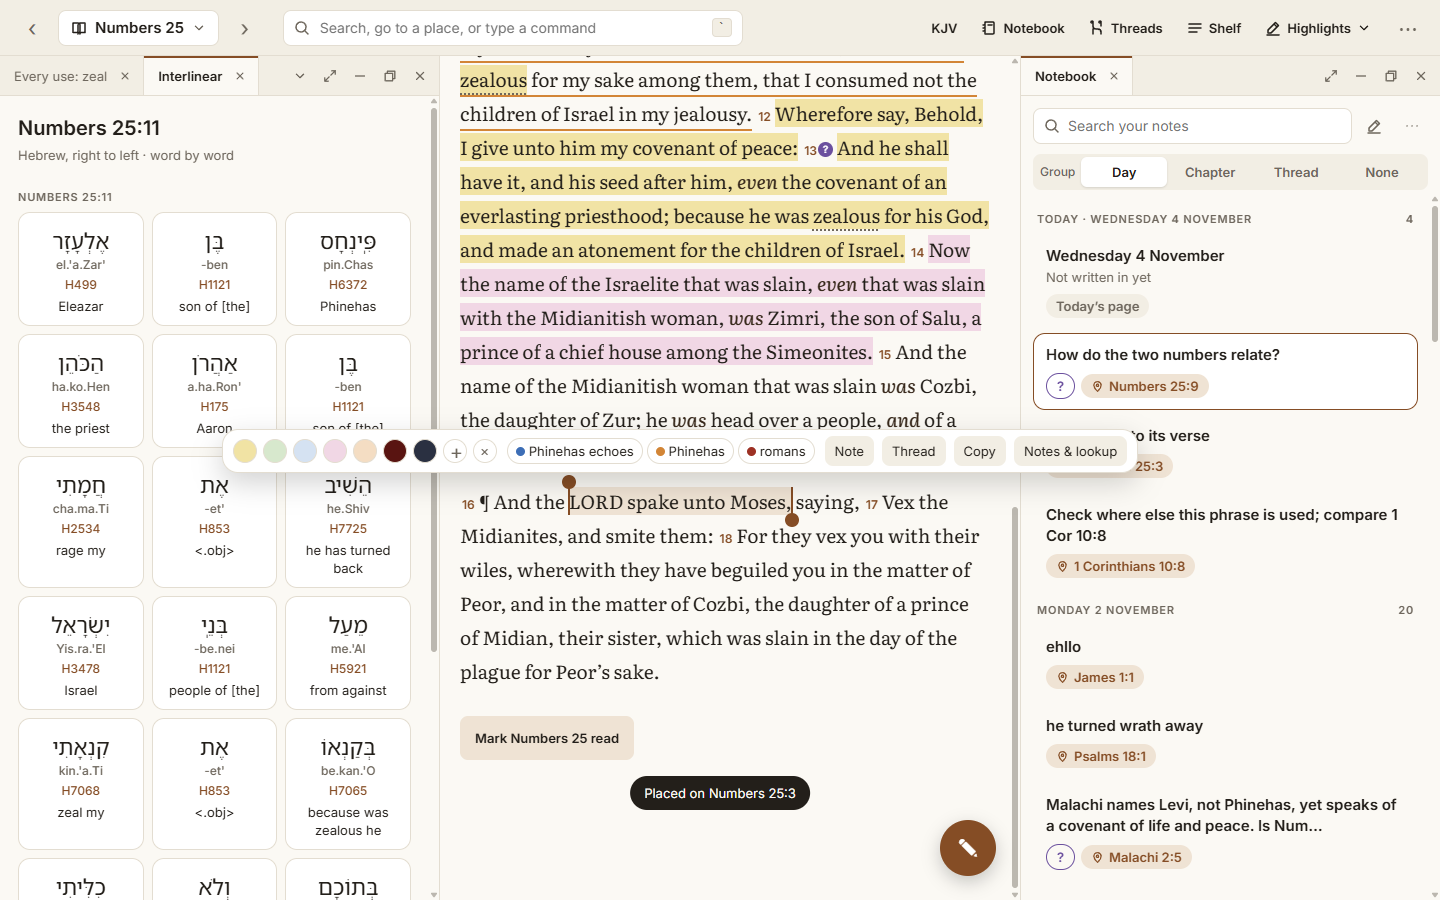 Numbers 25
Search, go to a place, or type a command
`
KJV
Notebook
Threads
Shelf
Highlights
Every use: zeal
Interlinear
Numbers 25:11
Hebrew, right to left · word by word
NUMBERS 25:11
אֶלְעָזָר
el.'a.Zar'
H499
Eleazar
בֶּן
-ben
H1121
son of [the]
פִּינְחָס
pin.Chas
H6372
Phinehas
הַכֹּהֵן
ha.ko.Hen
H3548
the priest
אַהֲרֹן
a.ha.Ron'
H175
Aaron
בֶּן
-ben
H1121
son of [the]
חֲמָתִי
cha.ma.Ti
H2534
rage my
אֶת
-et'
H853
<.obj>
הֵשִׁיב
he.Shiv
H7725
he has turned
back
יִשְׂרָאֵל
Yis.ra.'El
H3478
Israel
בְּנֵי
-be.nei
H1121
people of [the]
מֵעַל
me.'Al
H5921
from against
קִנְאָתִי
kin.'a.Ti
H7068
zeal my
אֶת
-et'
H853
<.obj>
בְּקַנְאוֹ
be.kan.'O
H7065
because was
zealous he
כִלִּיתִי
וְלֹא
בְּתוֹכָם
zealous for my sake among them, that I consumed not the
children of Israel in my jealousy. 12 Wherefore say, Behold,
I give unto him my covenant of peace: 13 ? And he shall
have it, and his seed after him, even the covenant of an
everlasting priesthood; because he was zealous for his God,
and made an atonement for the children of Israel. 14 Now
the name of the Israelite that was slain, even that was slain
with the Midianitish woman, was Zimri, the son of Salu, a
prince of a chief house among the Simeonites. 15 And the
name of the Midianitish woman that was slain was Cozbi,
the daughter of Zur; he was head over a people, and of a
+
×
Phinehas echoes
Phinehas
romans
Note
Thread
Copy
Notes & lookup
16 ¶ And the LORD spake unto Moses, saying, 17 Vex the
Midianites, and smite them: 18 For they vex you with their
wiles, wherewith they have beguiled you in the matter of
Peor, and in the matter of Cozbi, the daughter of a prince
of Midian, their sister, which was slain in the day of the
plague for Peor’s sake.
Mark Numbers 25 read
Placed on Numbers 25:3
Notebook
Search your notes
Group
Day
Chapter
Thread
None
TODAY · WEDNESDAY 4 NOVEMBER
4
Wednesday 4 November
Not written in yet
Today’s page
How do the two numbers relate?
?
Numbers 25:9
to its verse
25:3
Check where else this phrase is used; compare 1
Cor 10:8
1 Corinthians 10:8
MONDAY 2 NOVEMBER
20
ehllo
James 1:1
he turned wrath away
Psalms 18:1
Malachi names Levi, not Phinehas, yet speaks of
a covenant of life and peace. Is Num...
?
Malachi 2:5